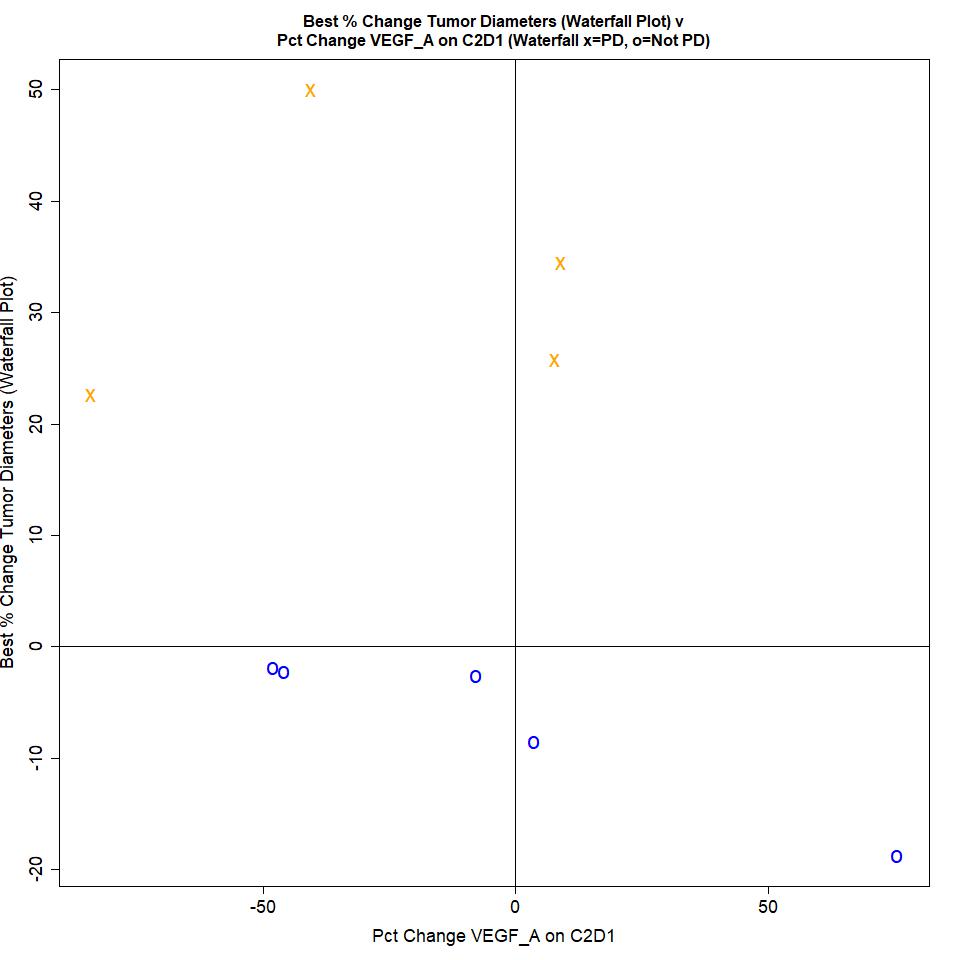 Best % Change Tumor Diameters (Waterfall Plot) v
Pct Change VEGF_A on C2D1 (Waterfall x=PD, o=Not PD)
Best % Change Tumor Diameters (Waterfall Plot)
50
40
30
20
10
0
-10
-20
X
X
X
X
O
O
O
O
O
-50
0
50
Pct Change VEGF_A on C2D1